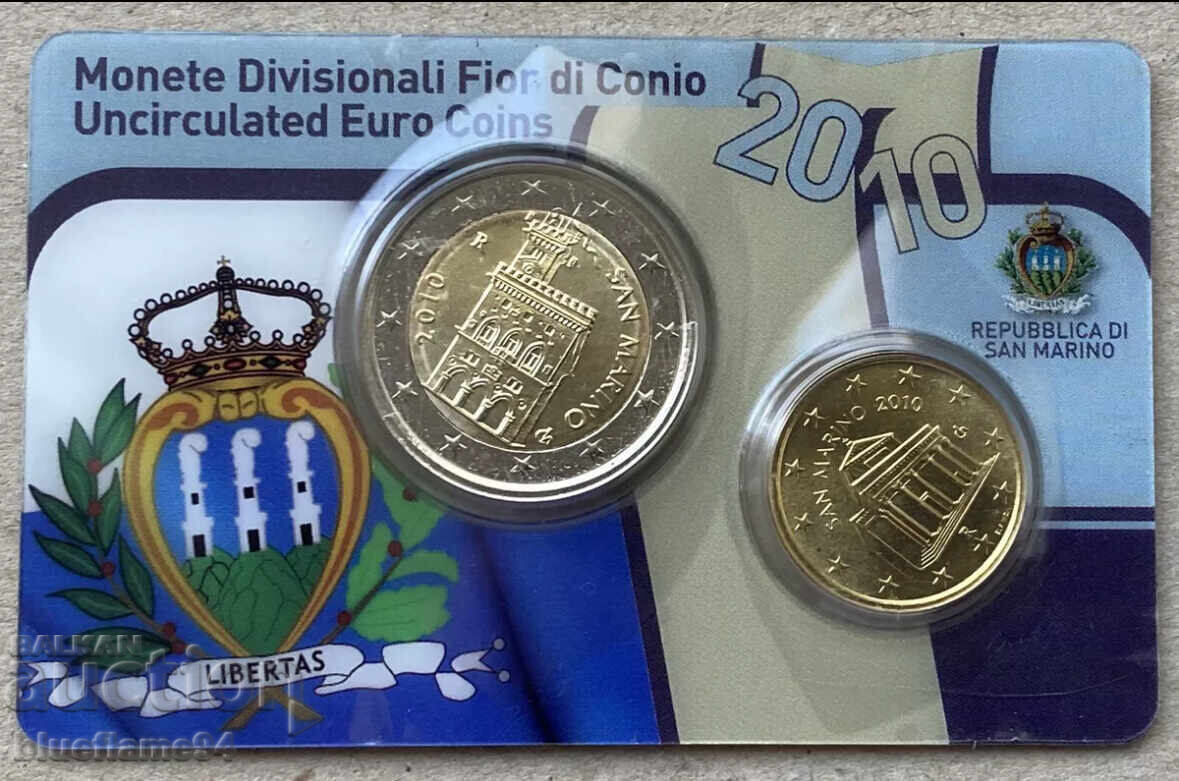 Monete Divisionali Fior di Conio
Uncirculated Euro Coins
2010
REPUBBLICA DI
SAN MARINO
R
2010
SAN MARINO
SAN MARINO 2010
R
LIBERTAS
BALKAN
auction
blueflame94